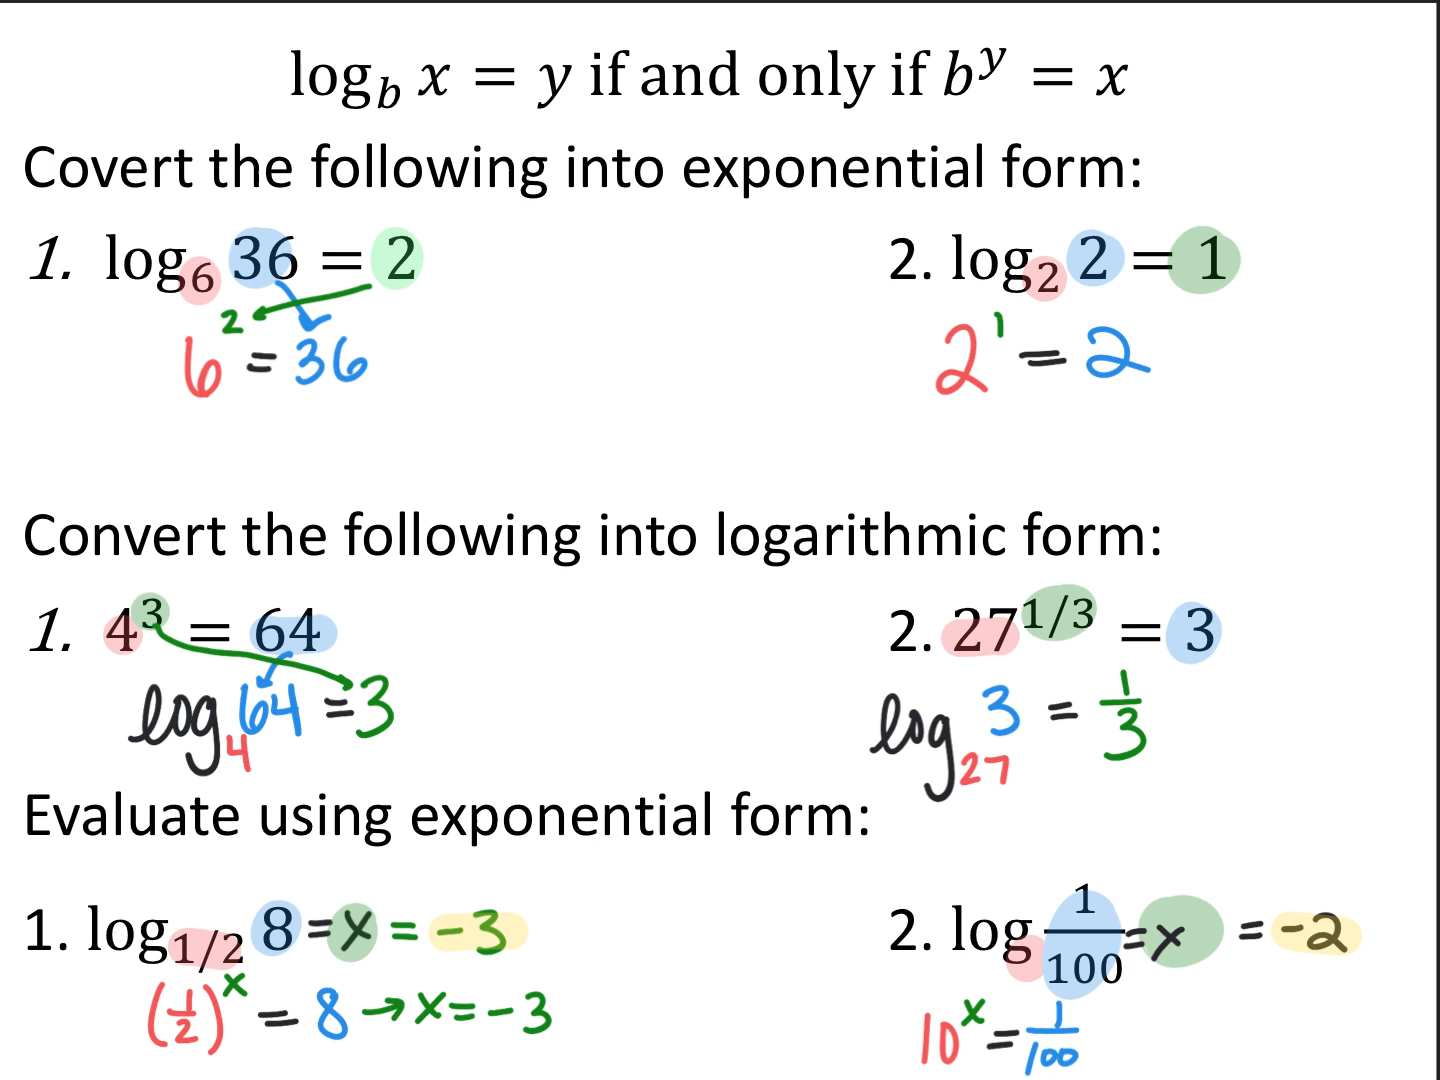 log_b x = y if and only if b^y = x
Covert the following into exponential form:
1. log_6 36 = 2
2. log_2 2 = 1
6^2 = 36
2^1 = 2
Convert the following into logarithmic form:
1. 4^3 = 64
2. 27^{1/3} = 3
log_4 64 = 3
log_27 3 = 1/3
Evaluate using exponential form:
1. log_{1/2} 8 = x = -3
2. log 1/100 = x = -2
(1/2)^x = 8 → x = -3
10^x = 1/100